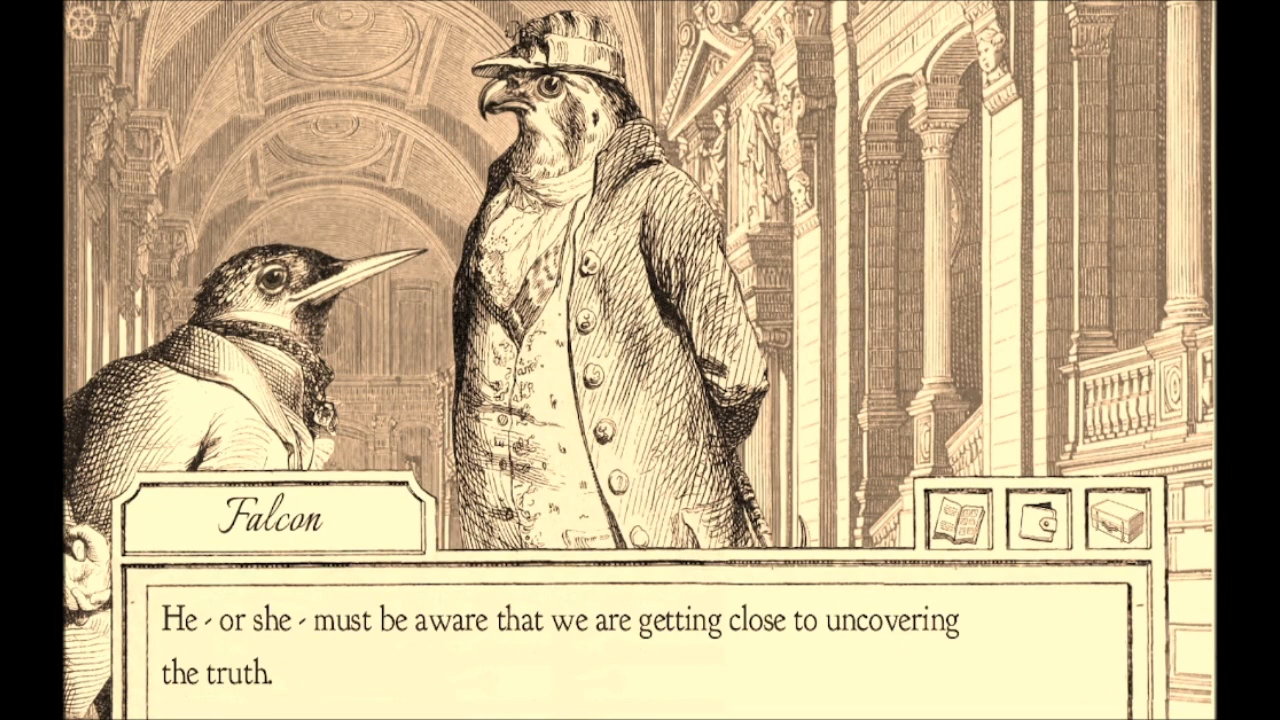 Falcon
He - or she - must be aware that we are getting close to uncovering
the truth.